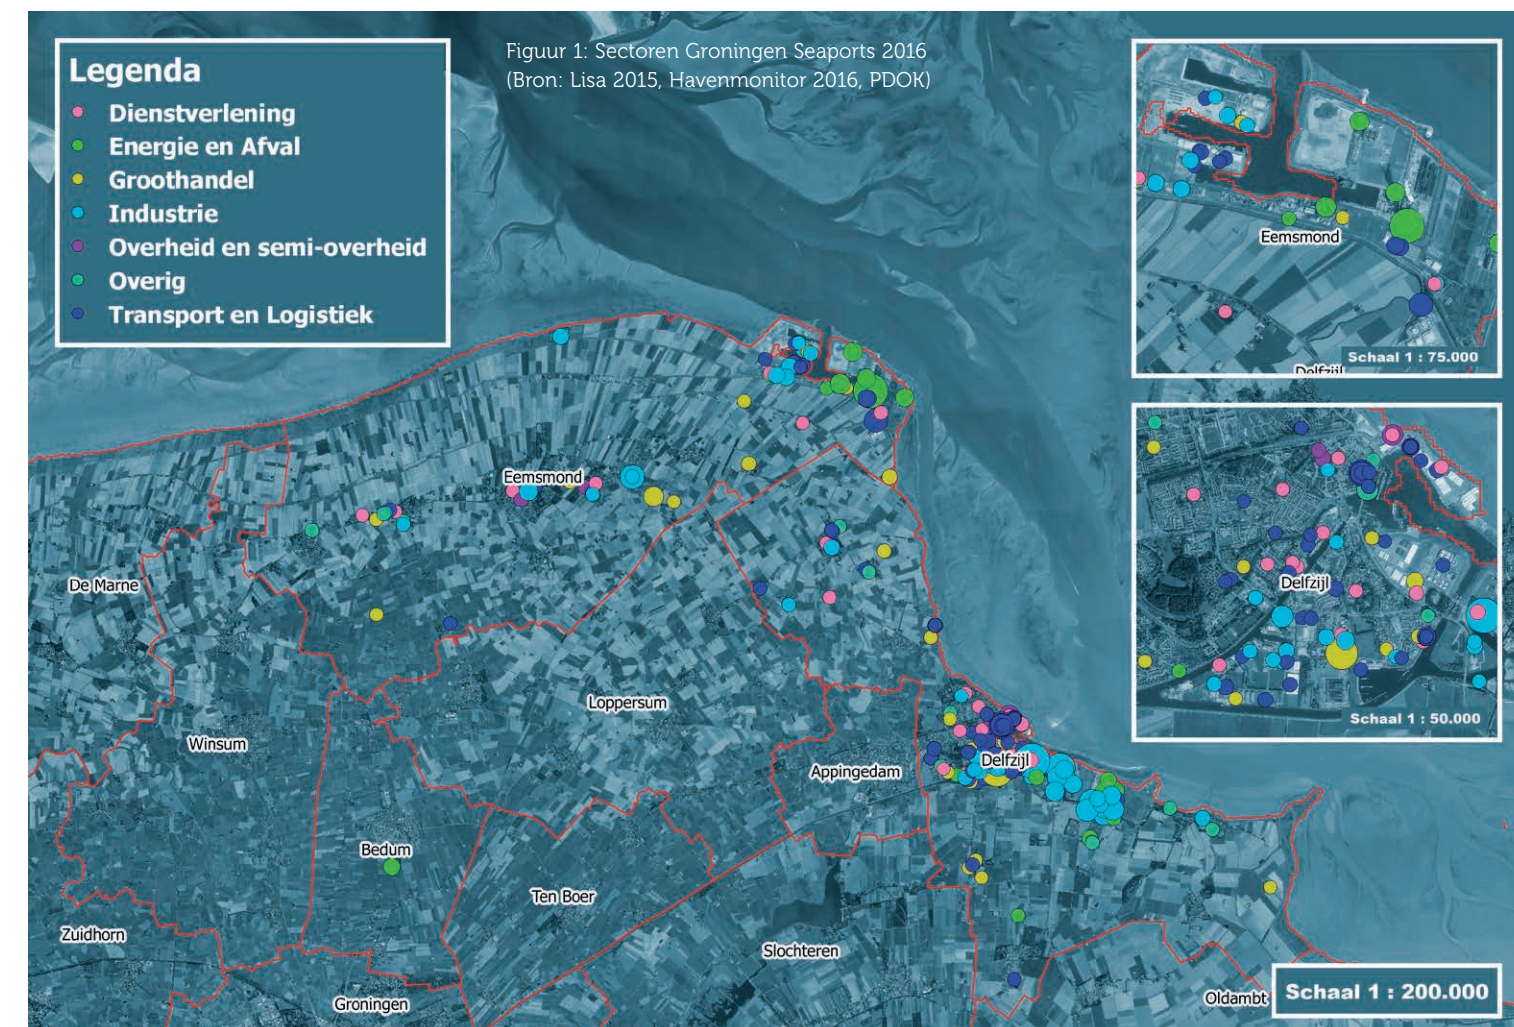 Figuur 1: Sectoren Groningen Seaports 2016
(Bron: Lisa 2015, Havenmonitor 2016, PDOK)
Legenda
Dienstverlening
Energie en Afval
Groothandel
Industrie
Overheid en semi-overheid
Overig
Transport en Logistiek
Eemsmond
Schaal 1 : 75.000
Delfzijl
Delfzijl
Schaal 1 : 50.000
Eemsmond
De Marne
Loppersum
Winsum
Delfzijl
Appingedam
Bedum
Ten Boer
Zuidhorn
Slochteren
Groningen
Oldambt
Schaal 1 : 200.000